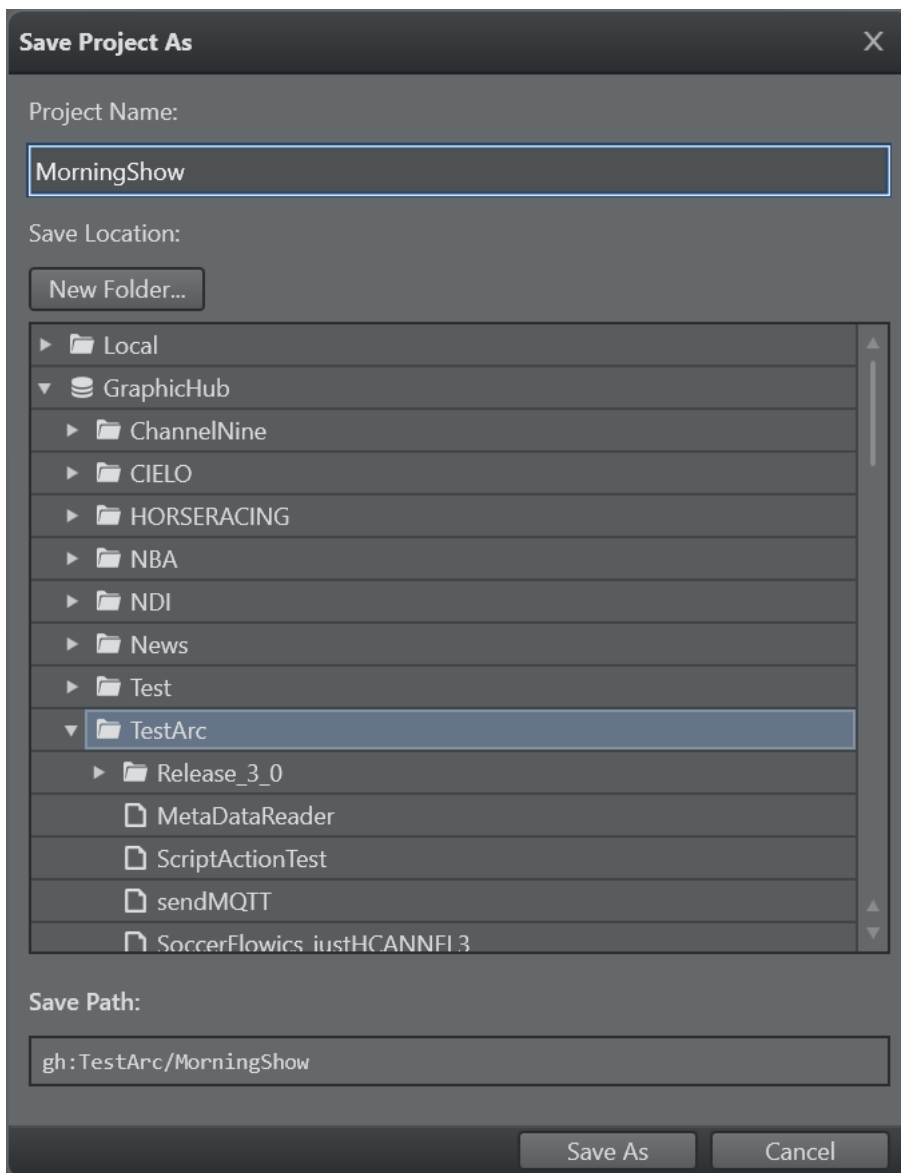 Save Project As
Project Name:
MorningShow
Save Location:
New Folder...
Local
GraphicHub
ChannelNine
CIELO
HORSERACING
NBA
NDI
News
Test
TestArc
Release_3_0
MetaDataReader
ScriptActionTest
sendMQTT
SoccerFlowics_justHCANNEL3
Save Path:
gh:TestArc/MorningShow
Save As
Cancel